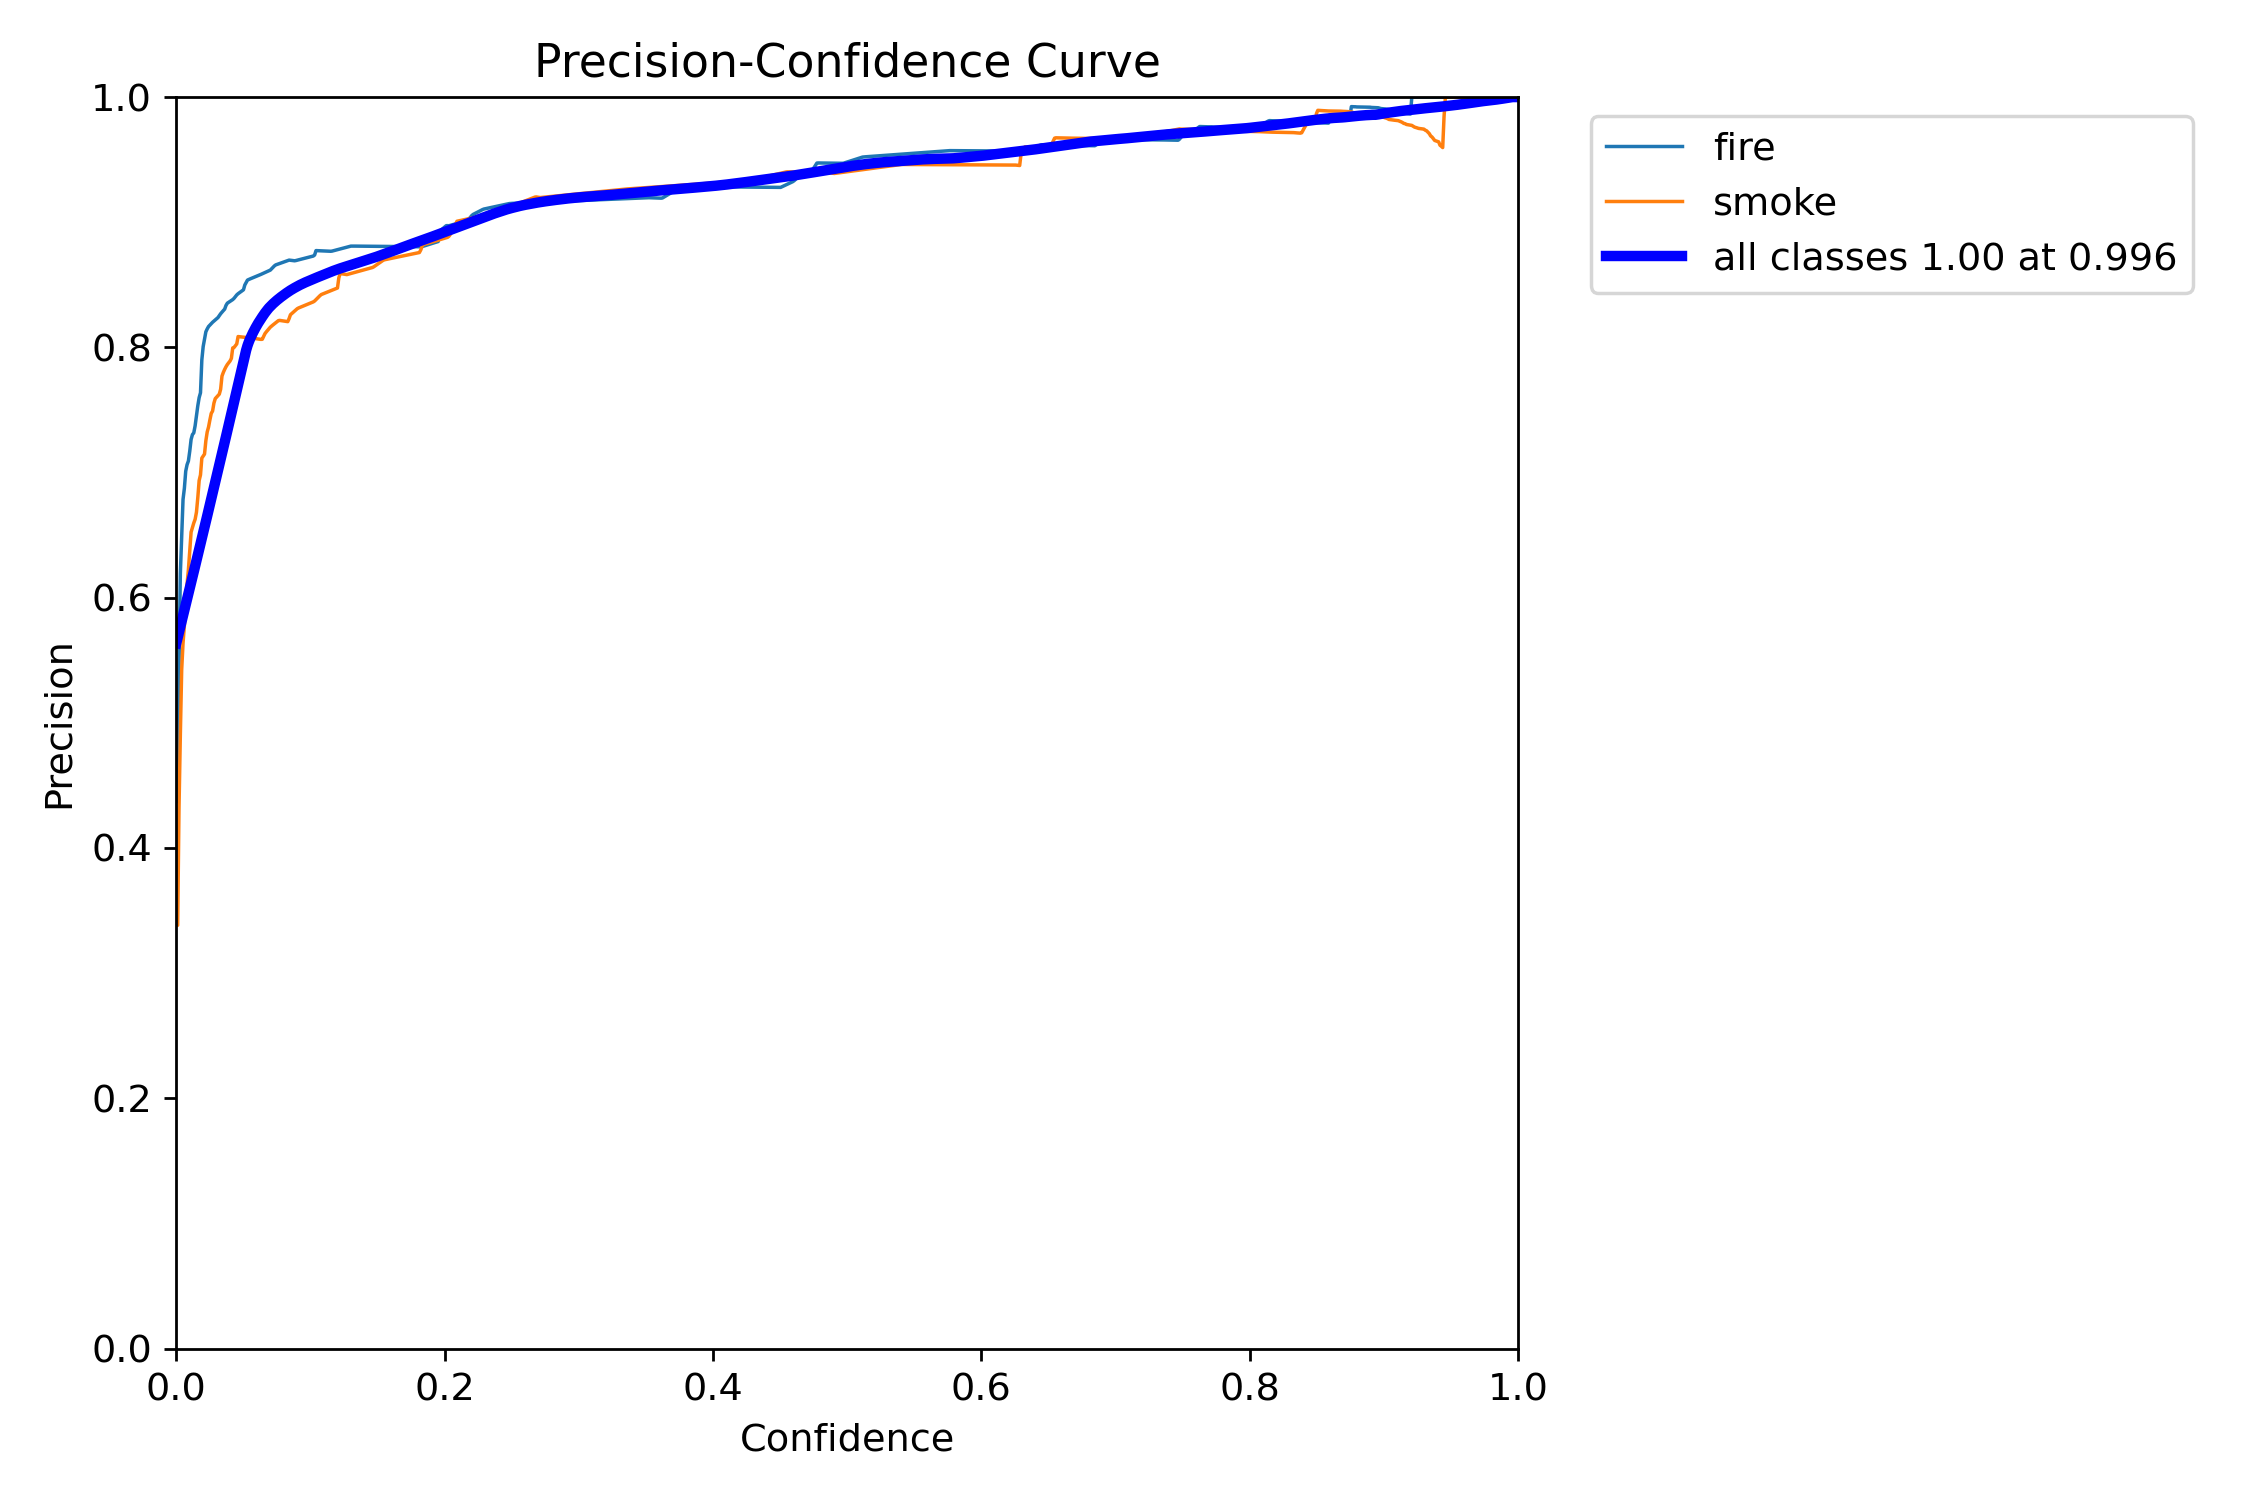 Precision-Confidence Curve
1.0
0.8
0.6
0.4
0.2
0.0
Precision
0.0 0.2 0.4 0.6 0.8 1.0
Confidence
fire
smoke
all classes 1.00 at 0.996